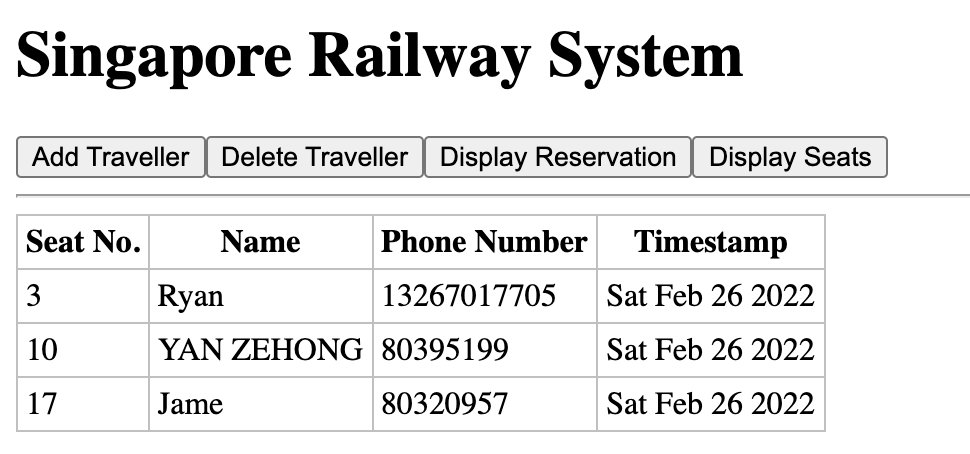 Singapore Railway System
Add Traveller Delete Traveller Display Reservation Display Seats
Seat No. Name Phone Number Timestamp
3 Ryan 13267017705 Sat Feb 26 2022
10 YAN ZEHONG 80395199 Sat Feb 26 2022
17 Jame 80320957 Sat Feb 26 2022